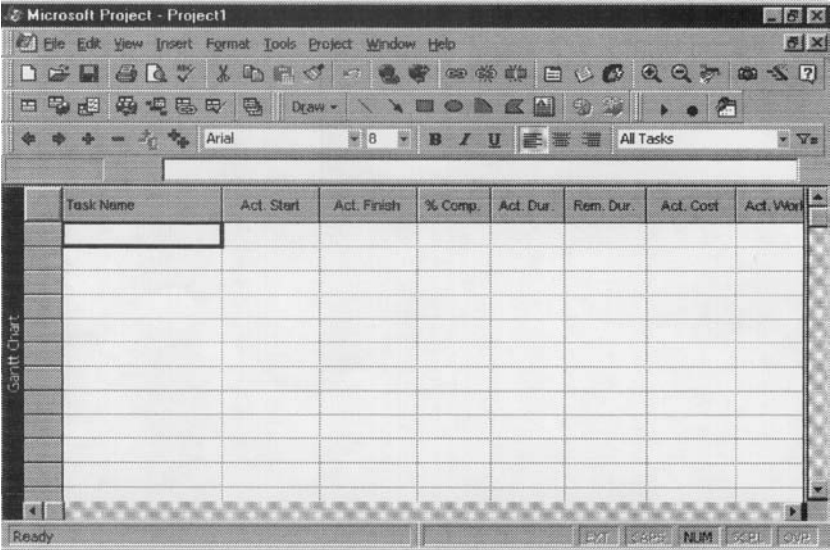 Microsoft Project - Project1
File Edit View Insert Format Tools Project Window Help
Draw
Arial 8 B I U All Tasks
Task Name Act. Start Act. Finish % Comp. Act. Dur. Rem. Dur. Act. Cost Act. Work
Gantt Chart
Ready EXT CAPS NUM SCRL OVR